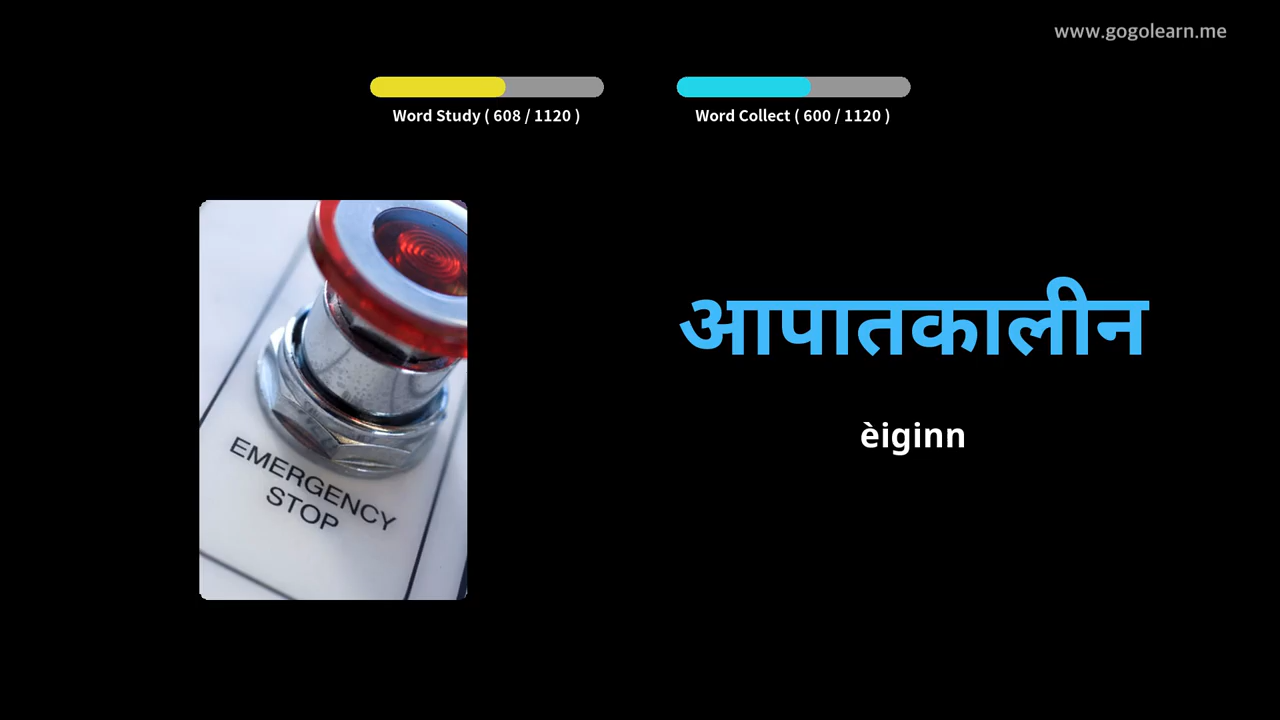 www.gogolearn.me
Word Study ( 608 / 1120 )
Word Collect ( 600 / 1120 )
EMERGENCY
STOP
आपातकालीन
èiginn